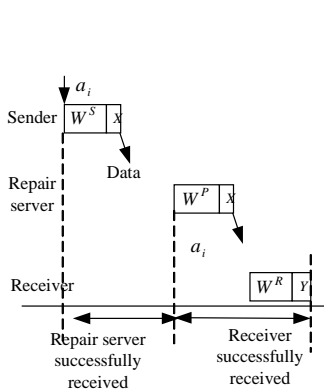 a_i
Sender W^S X
Data
Repair
server
W^P X
a_i
Receiver W^R Y
Repair server
successfully
received
Receiver
successfully
received